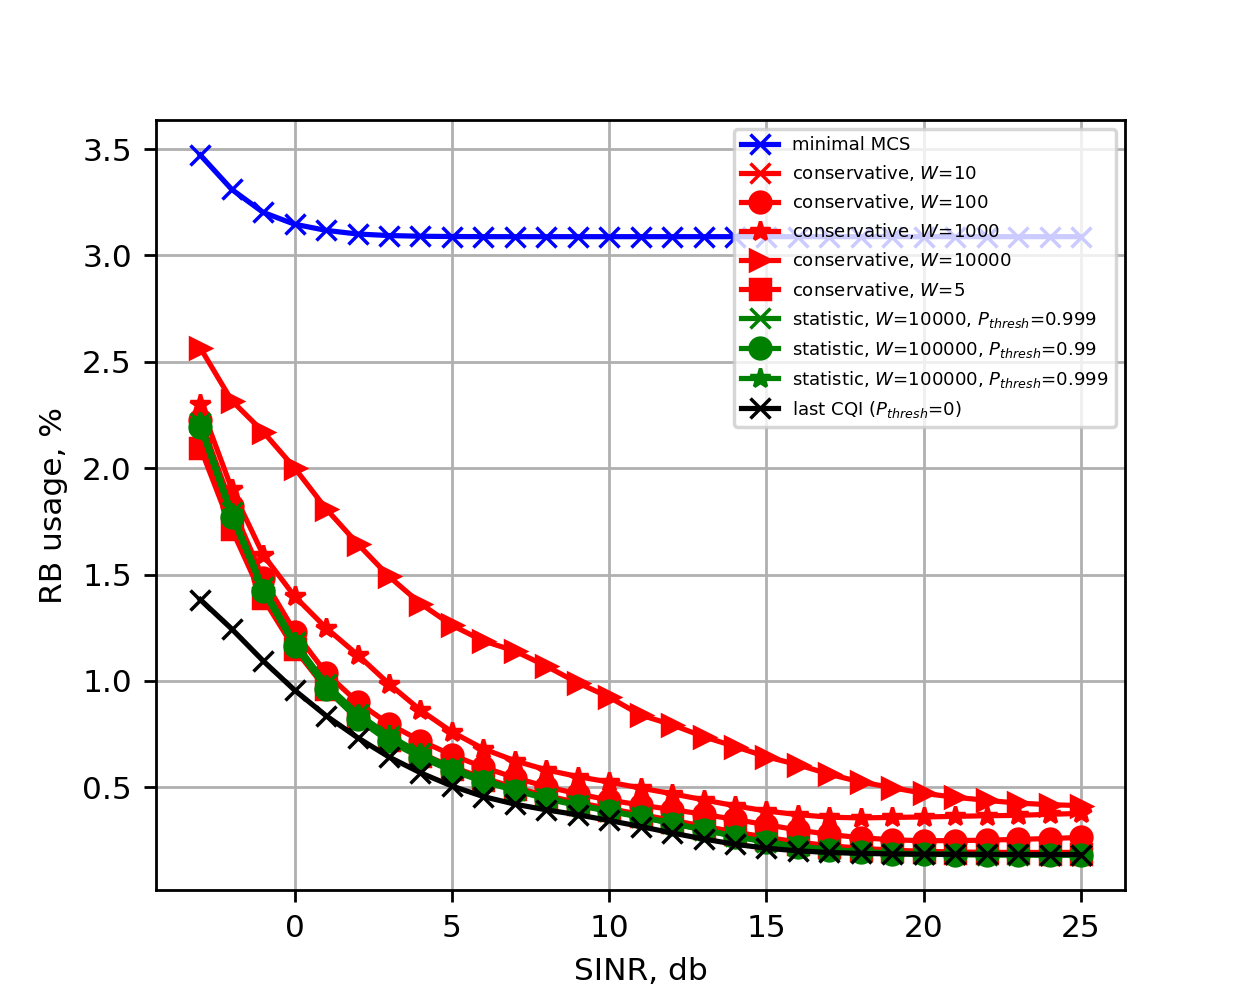 3.5
3.0
2.5
2.0
1.5
1.0
0.5
RB usage, %
minimal MCS
conservative, W=10
conservative, W=100
conservative, W=1000
conservative, W=10000
conservative, W=5
statistic, W=10000, P_thresh=0.999
statistic, W=100000, P_thresh=0.99
statistic, W=100000, P_thresh=0.999
last CQI (P_thresh=0)
0 5 10 15 20 25
SINR, db